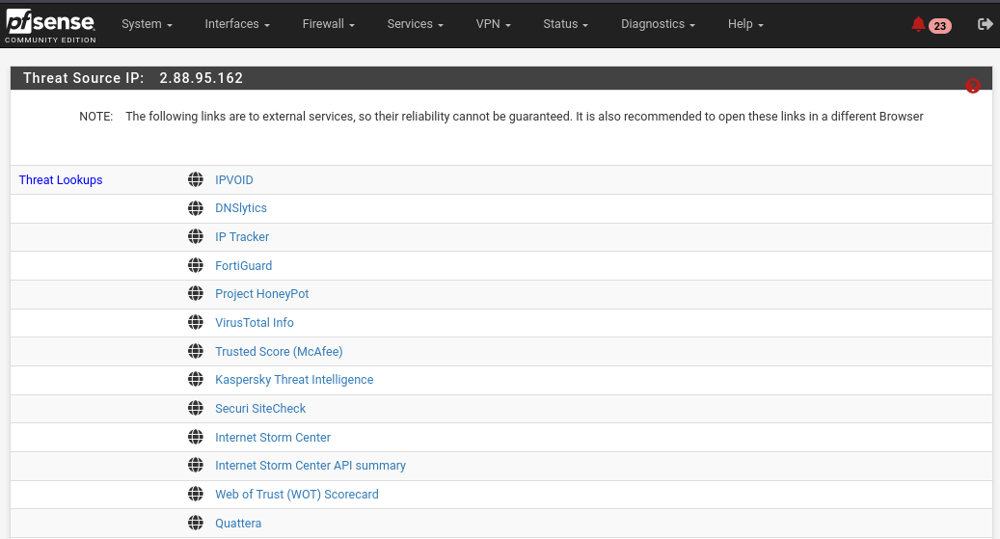 pfsense
COMMUNITY EDITION
System Interfaces Firewall Services VPN Status Diagnostics Help 23
Threat Source IP: 2.88.95.162
NOTE: The following links are to external services, so their reliability cannot be guaranteed. It is also recommended to open these links in a different Browser
Threat Lookups IPVOID
DNSlytics
IP Tracker
FortiGuard
Project HoneyPot
VirusTotal Info
Trusted Score (McAfee)
Kaspersky Threat Intelligence
Securi SiteCheck
Internet Storm Center
Internet Storm Center API summary
Web of Trust (WOT) Scorecard
Quattera